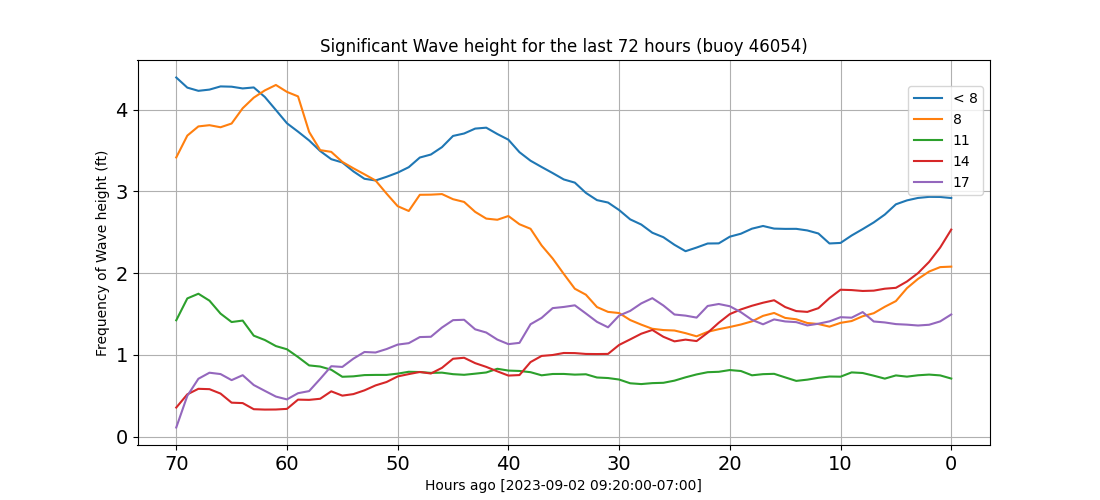 Significant Wave height for the last 72 hours (buoy 46054)
Frequency of Wave height (ft)
4
3
2
1
0
< 8
8
11
14
17
70 60 50 40 30 20 10 0
Hours ago [2023-09-02 09:20:00-07:00]